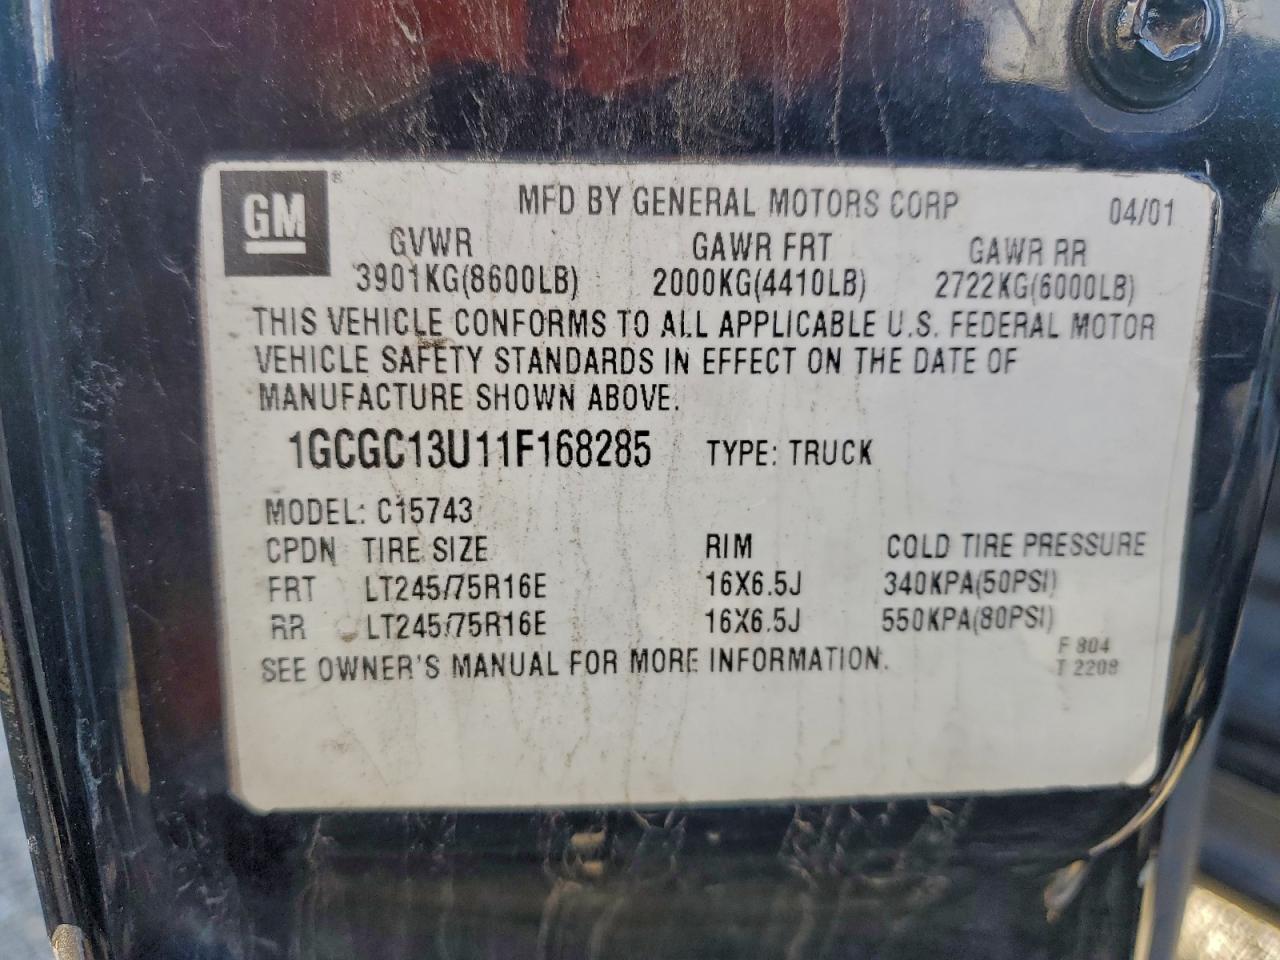 GM ® MFD BY GENERAL MOTORS CORP 04/01
GVWR GAWR FRT GAWR RR
3901KG(8600LB) 2000KG(4410LB) 2722KG(6000LB)
THIS VEHICLE CONFORMS TO ALL APPLICABLE U.S. FEDERAL MOTOR
VEHICLE SAFETY STANDARDS IN EFFECT ON THE DATE OF
MANUFACTURE SHOWN ABOVE.
1GCGC13U11F168285 TYPE: TRUCK
MODEL: C15743
CPDN TIRE SIZE RIM COLD TIRE PRESSURE
FRT LT245/75R16E 16X6.5J 340KPA(50PSI)
RR LT245/75R16E 16X6.5J 550KPA(80PSI)
SEE OWNER'S MANUAL FOR MORE INFORMATION. F 804
T 2208